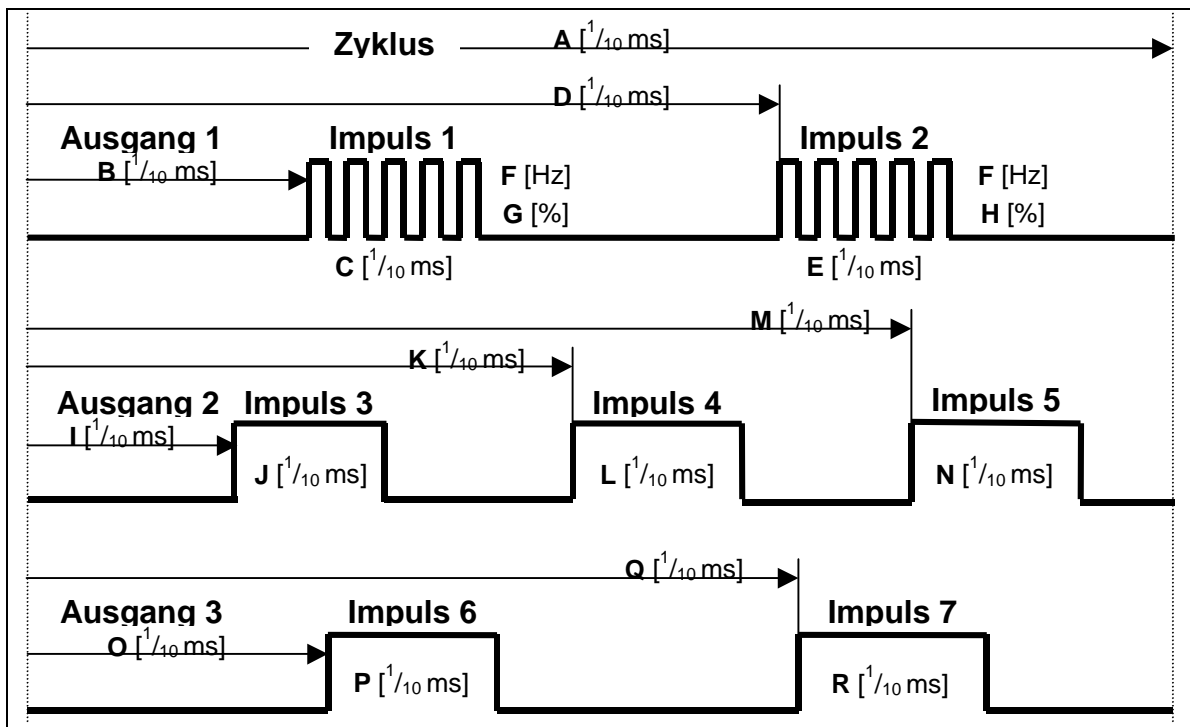 Zyklus A [1/10 ms]
D [1/10 ms]
Ausgang 1 Impuls 1 Impuls 2
B [1/10 ms] F [Hz] F [Hz]
G [%] H [%]
C [1/10 ms] E [1/10 ms]
M [1/10 ms]
K [1/10 ms]
Ausgang 2 Impuls 3 Impuls 4 Impuls 5
I [1/10 ms]
J [1/10 ms] L [1/10 ms] N [1/10 ms]
Q [1/10 ms]
Ausgang 3 Impuls 6 Impuls 7
O [1/10 ms]
P [1/10 ms] R [1/10 ms]